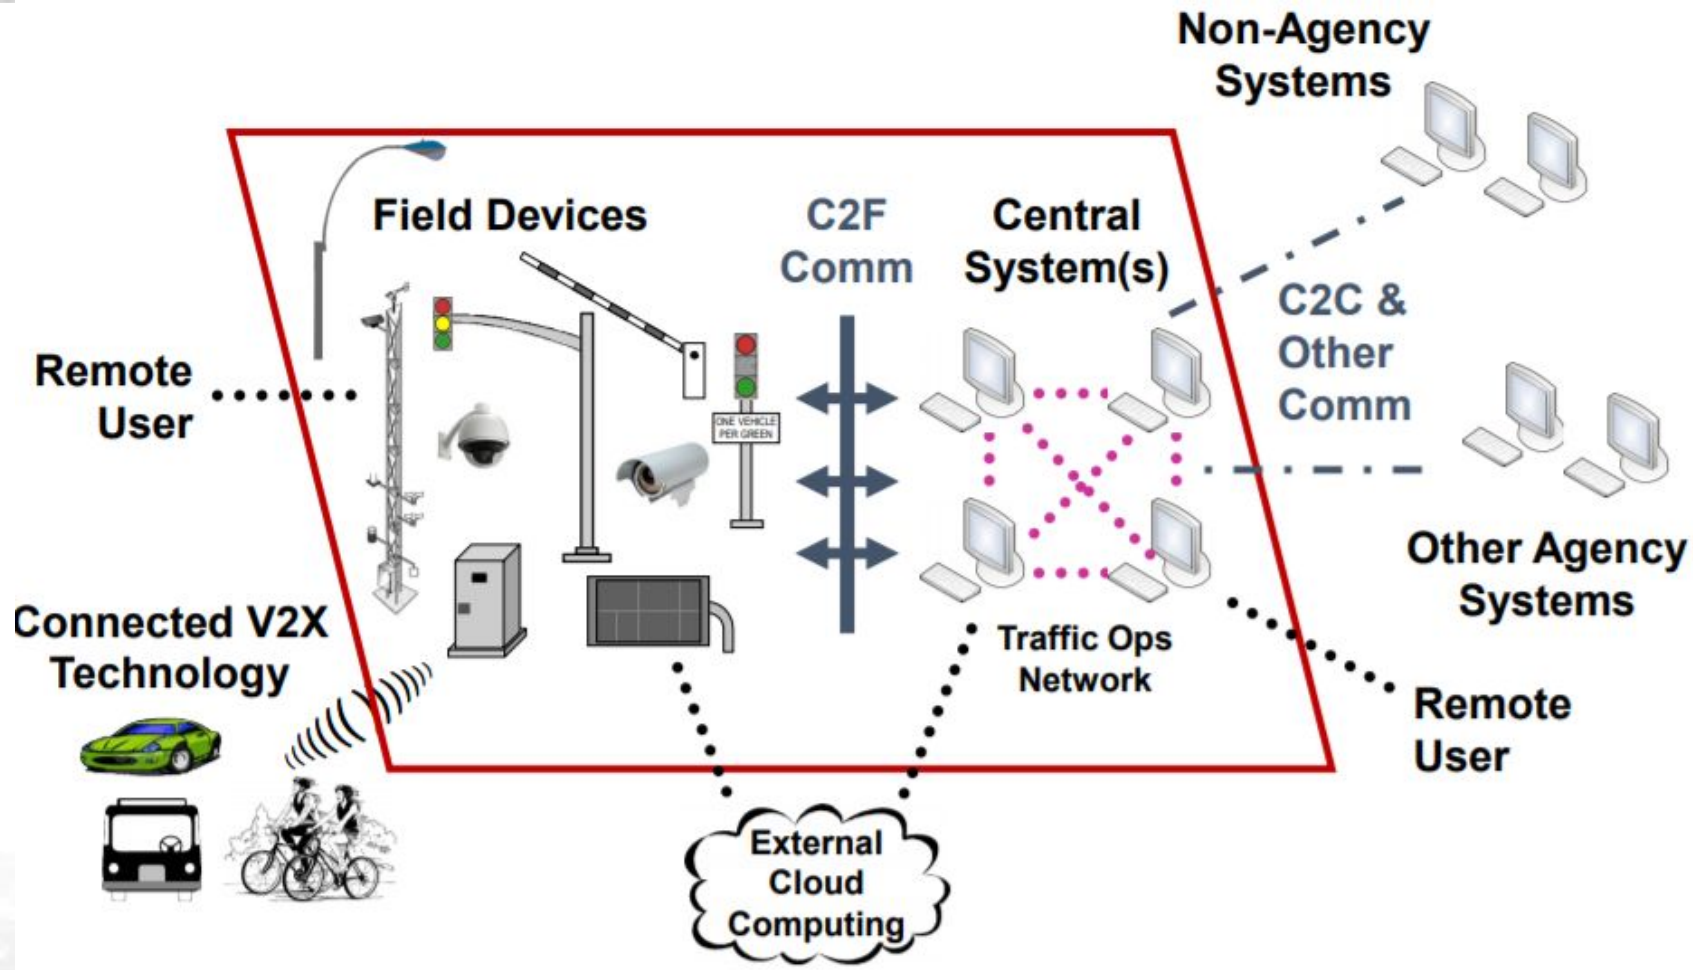 Non-Agency
Systems
Field Devices
C2F
Comm
Central
System(s)
C2C &
Other
Comm
Remote
User
ONE VEHICLE
PER GREEN
Other Agency
Systems
Connected V2X
Technology
Traffic Ops
Network
Remote
User
External
Cloud
Computing